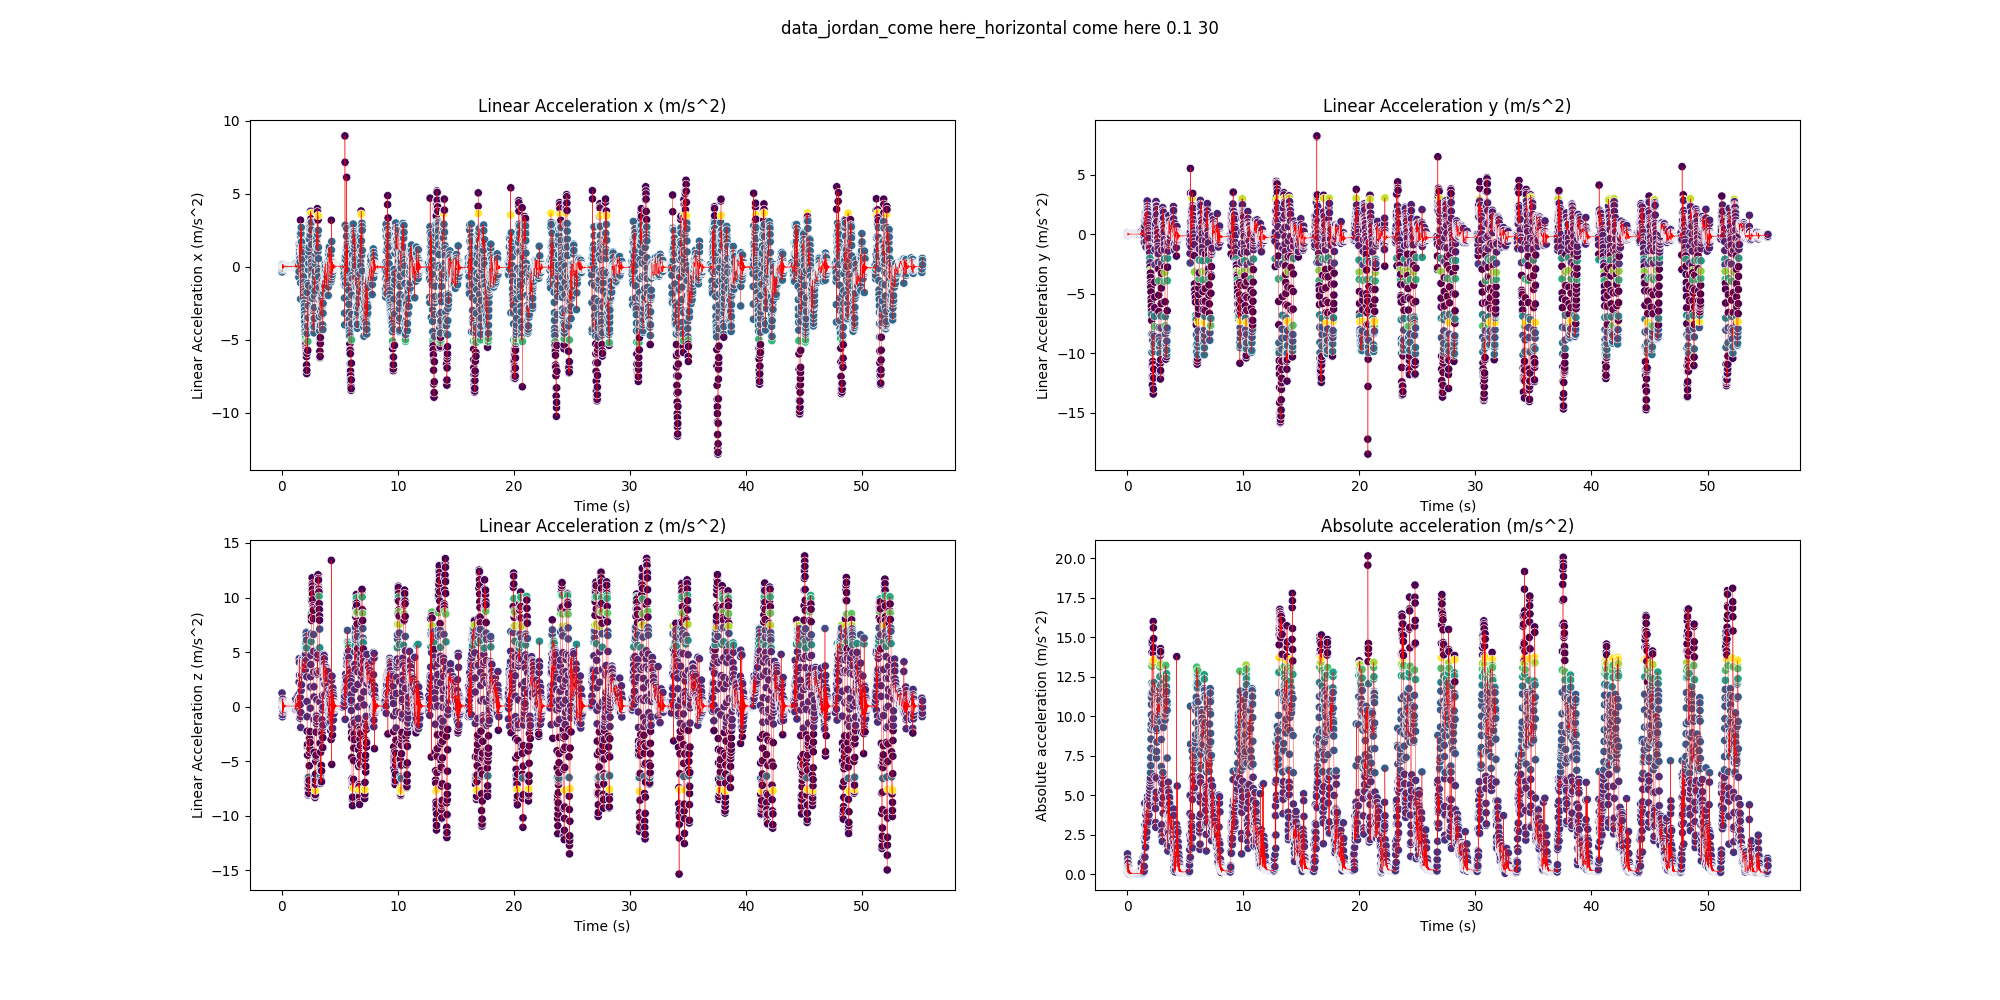 data_jordan_come here_horizontal come here 0.1 30
Linear Acceleration x (m/s^2)
Linear Acceleration x (m/s^2)
10
5
0
−5
−10
0 10 20 30 40 50
Time (s)
Linear Acceleration y (m/s^2)
Linear Acceleration y (m/s^2)
5
0
−5
−10
−15
0 10 20 30 40 50
Time (s)
Linear Acceleration z (m/s^2)
Linear Acceleration z (m/s^2)
15
10
5
0
−5
−10
−15
0 10 20 30 40 50
Time (s)
Absolute acceleration (m/s^2)
Absolute acceleration (m/s^2)
20.0
17.5
15.0
12.5
10.0
7.5
5.0
2.5
0.0
0 10 20 30 40 50
Time (s)